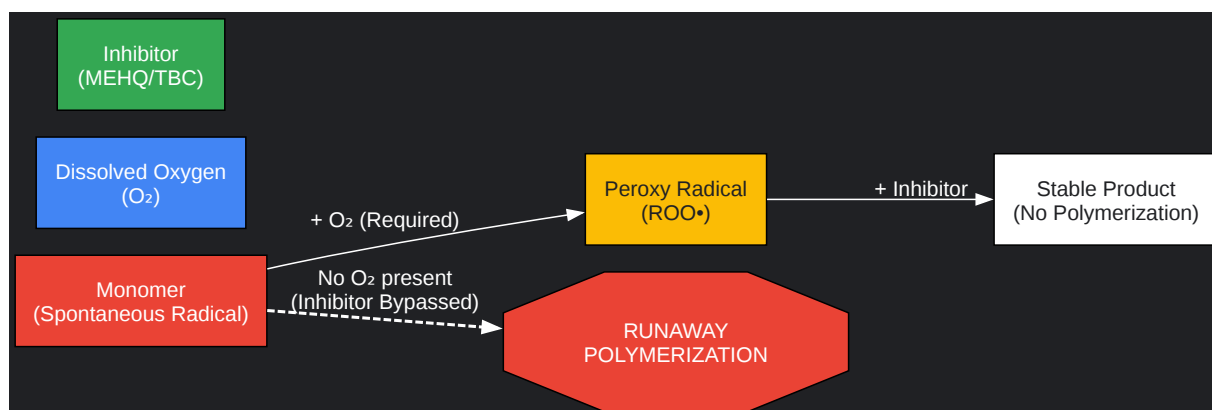 Inhibitor
(MEHQ/TBC)
Dissolved Oxygen
(O₂)
Monomer
(Spontaneous Radical)
+ O₂ (Required)
No O₂ present
(Inhibitor Bypassed)
Peroxy Radical
(ROO•)
+ Inhibitor
Stable Product
(No Polymerization)
RUNAWAY
POLYMERIZATION